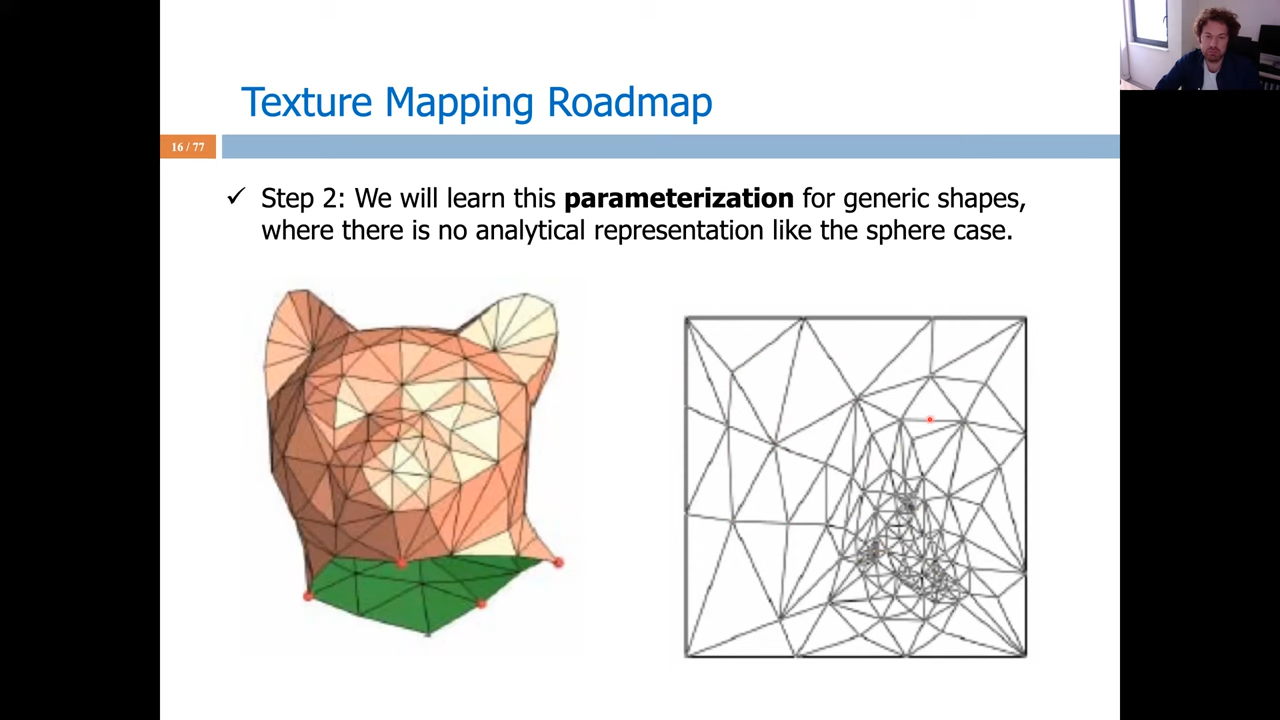 Texture Mapping Roadmap
16 / 77
✓ Step 2: We will learn this parameterization for generic shapes,
where there is no analytical representation like the sphere case.